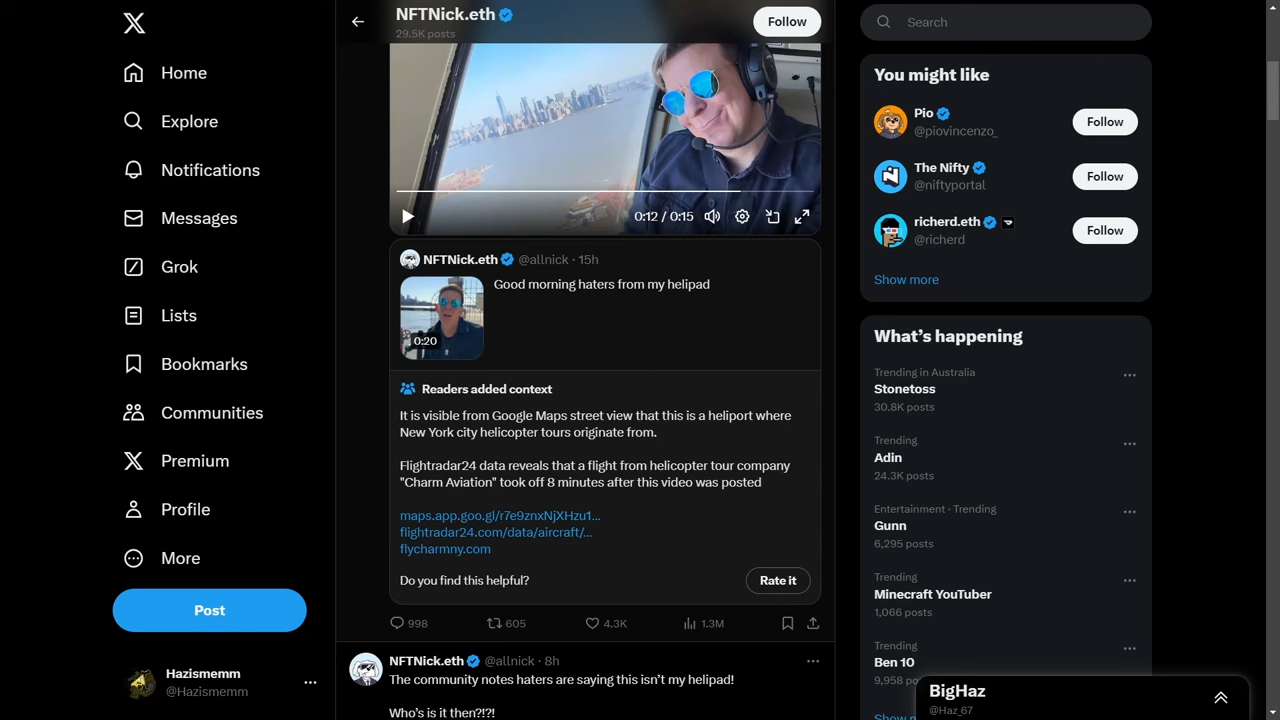 Home
Explore
Notifications
Messages
Grok
Lists
Bookmarks
Communities
Premium
Profile
More
Post
Hazismemm
@Hazismemm
NFTNick.eth
29.5K posts
Follow
0:12 / 0:15
NFTNick.eth @allnick · 15h
Good morning haters from my helipad
0:20
Readers added context
It is visible from Google Maps street view that this is a heliport where
New York city helicopter tours originate from.
Flightradar24 data reveals that a flight from helicopter tour company
"Charm Aviation" took off 8 minutes after this video was posted
maps.app.goo.gl/r7e9znxNjXHzu1...
flightradar24.com/data/aircraft/...
flycharmny.com
Do you find this helpful?
Rate it
998 605 4.3K 1.3M
NFTNick.eth @allnick · 8h
The community notes haters are saying this isn't my helipad!
Who's is it then?!?!
Search
You might like
Pio
@piovincenzo_
Follow
The Nifty
@niftyportal
Follow
richerd.eth
@richerd
Follow
Show more
What's happening
Trending in Australia
Stonetoss
30.8K posts
Trending
Adin
24.3K posts
Entertainment · Trending
Gunn
6,295 posts
Trending
Minecraft YouTuber
1,066 posts
Trending
Ben 10
9,958
BigHaz
@Haz_67